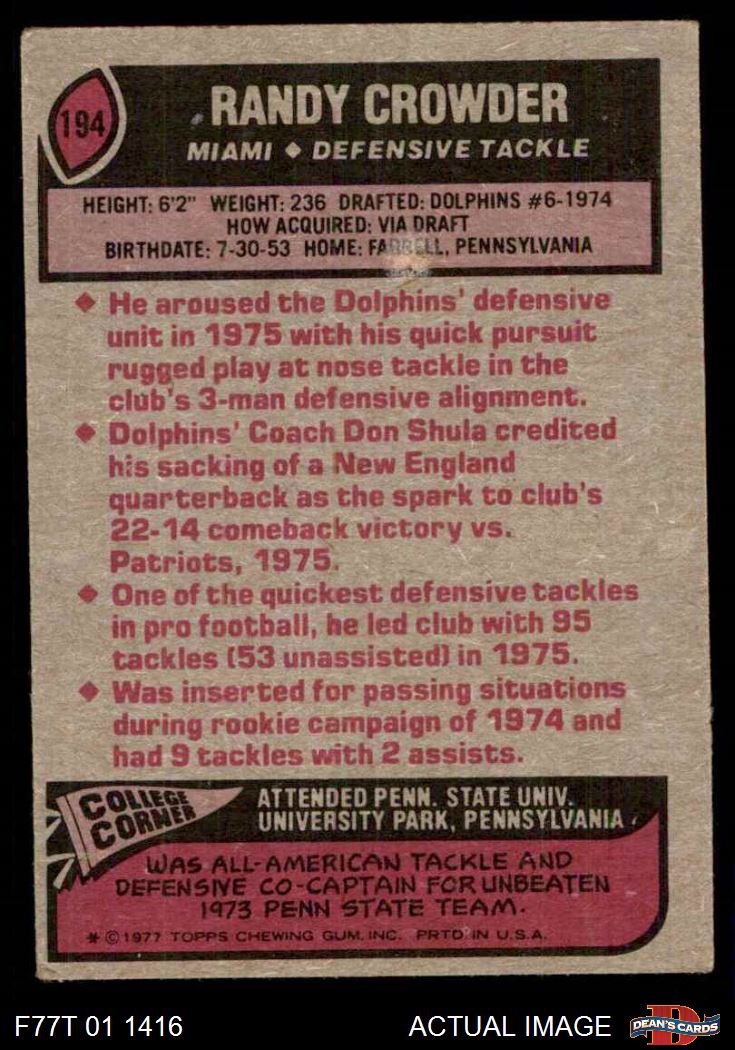 194
RANDY CROWDER
MIAMI ◆ DEFENSIVE TACKLE
HEIGHT: 6'2" WEIGHT: 236 DRAFTED: DOLPHINS #6-1974
HOW ACQUIRED: VIA DRAFT
BIRTHDATE: 7-30-53 HOME: FARRELL, PENNSYLVANIA
◆ He aroused the Dolphins' defensive
unit in 1975 with his quick pursuit
rugged play at nose tackle in the
club's 3-man defensive alignment.
◆ Dolphins' Coach Don Shula credited
his sacking of a New England
quarterback as the spark to club's
22-14 comeback victory vs.
Patriots, 1975.
◆ One of the quickest defensive tackles
in pro football, he led club with 95
tackles (53 unassisted) in 1975.
◆ Was inserted for passing situations
during rookie campaign of 1974 and
had 9 tackles with 2 assists.
COLLEGE
CORNER
ATTENDED PENN. STATE UNIV.
UNIVERSITY PARK, PENNSYLVANIA
WAS ALL-AMERICAN TACKLE AND
DEFENSIVE CO-CAPTAIN FOR UNBEATEN
1973 PENN STATE TEAM.
* © 1977 TOPPS CHEWING GUM, INC. PRTD. IN U.S.A.
F77T 01 1416
ACTUAL IMAGE
D
DEAN'S CARDS